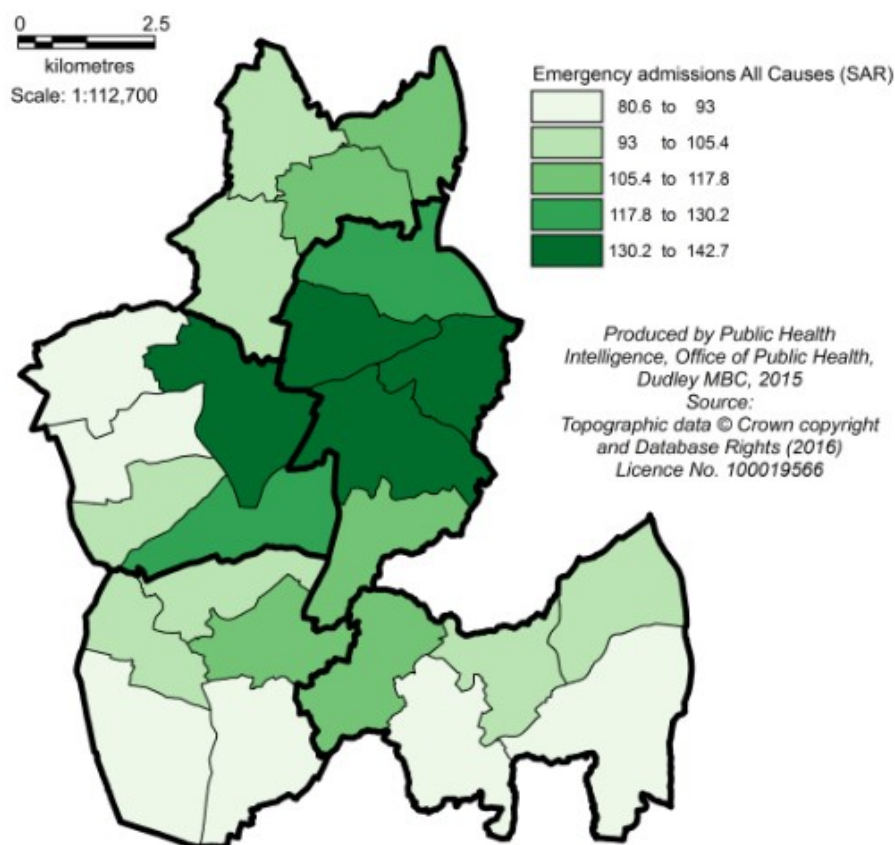 0 2.5
kilometres
Scale: 1:112,700
Emergency admissions All Causes (SAR)
80.6 to 93
93 to 105.4
105.4 to 117.8
117.8 to 130.2
130.2 to 142.7
Produced by Public Health
Intelligence, Office of Public Health,
Dudley MBC, 2015
Source:
Topographic data © Crown copyright
and Database Rights (2016)
Licence No. 100019566